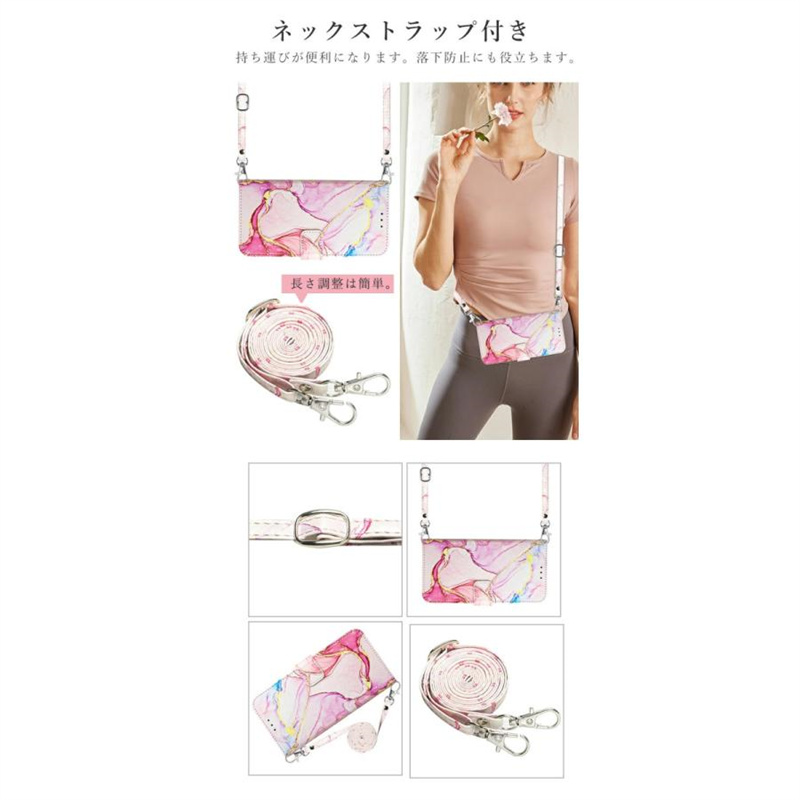 ネックストラップ付き
持ち運びが便利になります。落下防止にも役立ちます。
長さ調整は簡単。